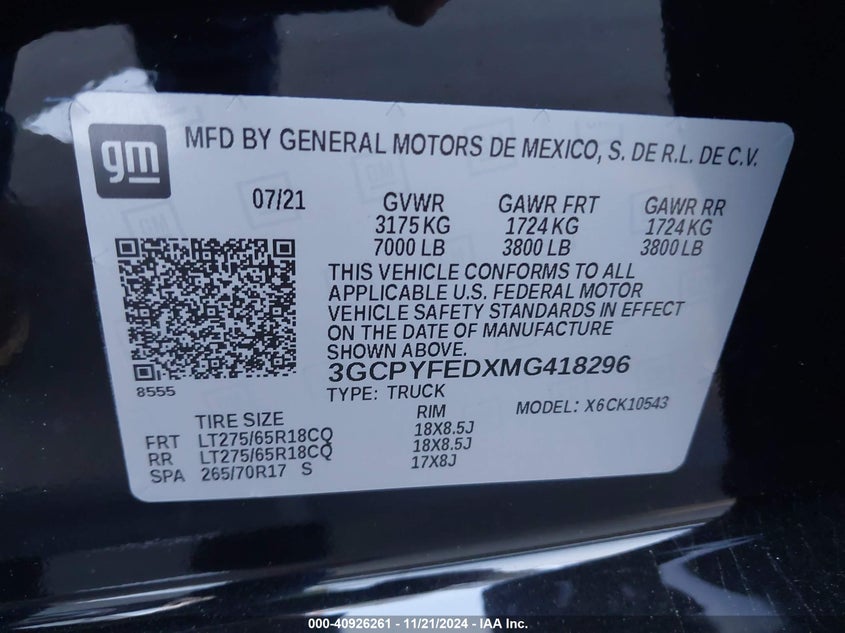 gm
MFD BY GENERAL MOTORS DE MEXICO, S. DE R.L. DE C.V.
07/21 GVWR GAWR FRT GAWR RR
3175 KG 1724 KG 1724 KG
7000 LB 3800 LB 3800 LB
THIS VEHICLE CONFORMS TO ALL
APPLICABLE U.S. FEDERAL MOTOR
VEHICLE SAFETY STANDARDS IN EFFECT
ON THE DATE OF MANUFACTURE
SHOWN ABOVE.
3GCPYFEDXMG418296
8555
TYPE: TRUCK MODEL: X6CK10543
TIRE SIZE RIM
FRT LT275/65R18CQ 18X8.5J
RR LT275/65R18CQ 18X8.5J
SPA 265/70R17 S 17X8J
000-40926261 - 11/21/2024 - IAA Inc.